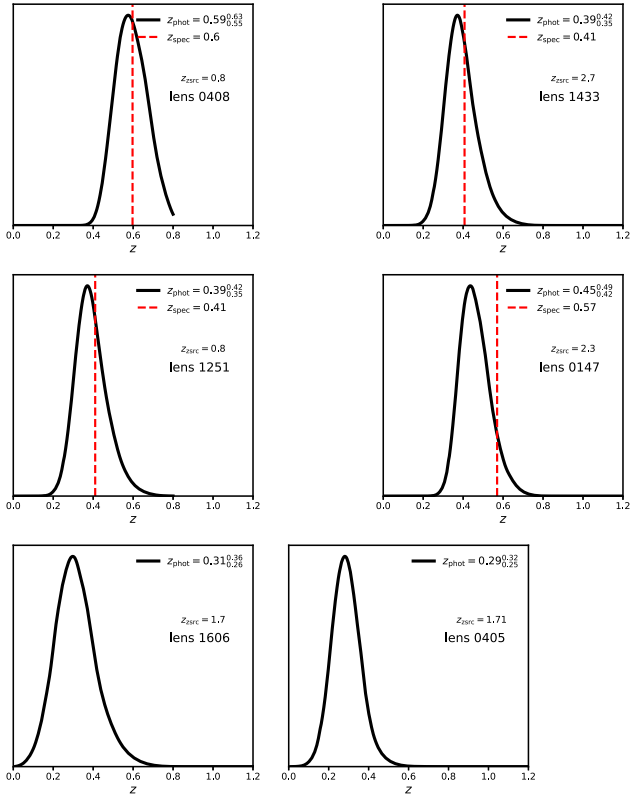 z_phot = 0.59^0.63_0.55
z_spec = 0.6
z_zsrc = 0.8
lens 0408
0.0 0.2 0.4 0.6 0.8 1.0 1.2
z
z_phot = 0.39^0.42_0.35
z_spec = 0.41
z_zsrc = 2.7
lens 1433
0.0 0.2 0.4 0.6 0.8 1.0 1.2
z
z_phot = 0.39^0.42_0.35
z_spec = 0.41
z_zsrc = 0.8
lens 1251
0.0 0.2 0.4 0.6 0.8 1.0 1.2
z
z_phot = 0.45^0.49_0.42
z_spec = 0.57
z_zsrc = 2.3
lens 0147
0.0 0.2 0.4 0.6 0.8 1.0 1.2
z
z_phot = 0.31^0.36_0.26
z_zsrc = 1.7
lens 1606
0.0 0.2 0.4 0.6 0.8 1.0 1.2
z
z_phot = 0.29^0.32_0.25
z_zsrc = 1.71
lens 0405
0.0 0.2 0.4 0.6 0.8 1.0 1.2
z